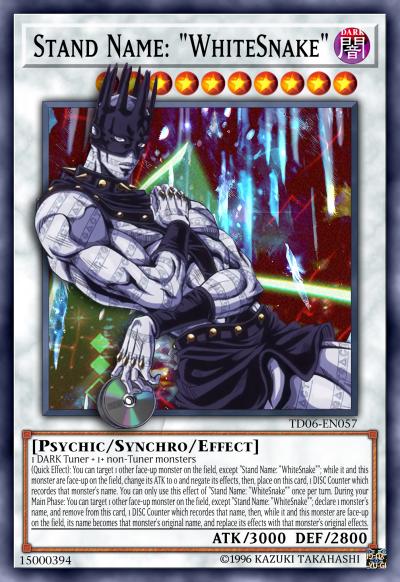 Stand Name: "WhiteSnake"
DARK
闇
TD06-EN057
[Psychic/Synchro/Effect]
1 DARK Tuner + 1+ non-Tuner monsters
(Quick Effect): You can target 1 other face-up monster on the field, except "Stand Name: "WhiteSnake""; while it and this
monster are face-up on the field, change its ATK to 0 and negate its effects, then, place on this card, 1 DISC Counter which
recordes that monster's name. You can only use this effect of "Stand Name: "WhiteSnake"" once per turn. During your
Main Phase: You can target 1 other face-up monster on the field, except "Stand Name: "WhiteSnake""; declare 1 monster's
name, and remove from this card, 1 DISC Counter which recordes that name, then, while it and this monster are face-up
on the field, its name becomes that monster's original name, and replace its effects with that monster's original effects.
ATK/3000 DEF/2800
15000394
©1996 KAZUKI TAKAHASHI